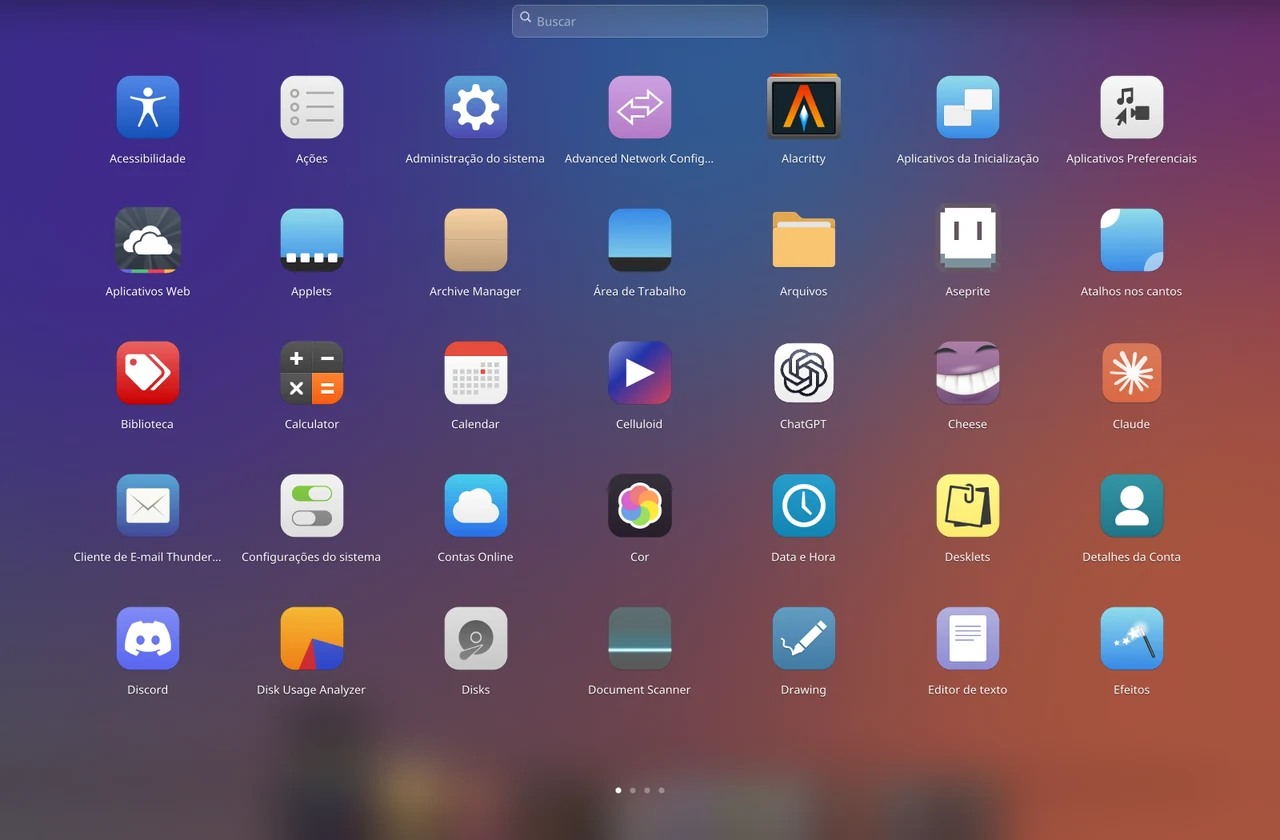 Buscar
Acessibilidade
Ações
Administração do sistema
Advanced Network Config...
Alacritty
Aplicativos da Inicialização
Aplicativos Preferenciais
Aplicativos Web
Applets
Archive Manager
Área de Trabalho
Arquivos
Aseprite
Atalhos nos cantos
Biblioteca
Calculator
Calendar
Celluloid
ChatGPT
Cheese
Claude
Cliente de E-mail Thunder...
Configurações do sistema
Contas Online
Cor
Data e Hora
Desklets
Detalhes da Conta
Discord
Disk Usage Analyzer
Disks
Document Scanner
Drawing
Editor de texto
Efeitos